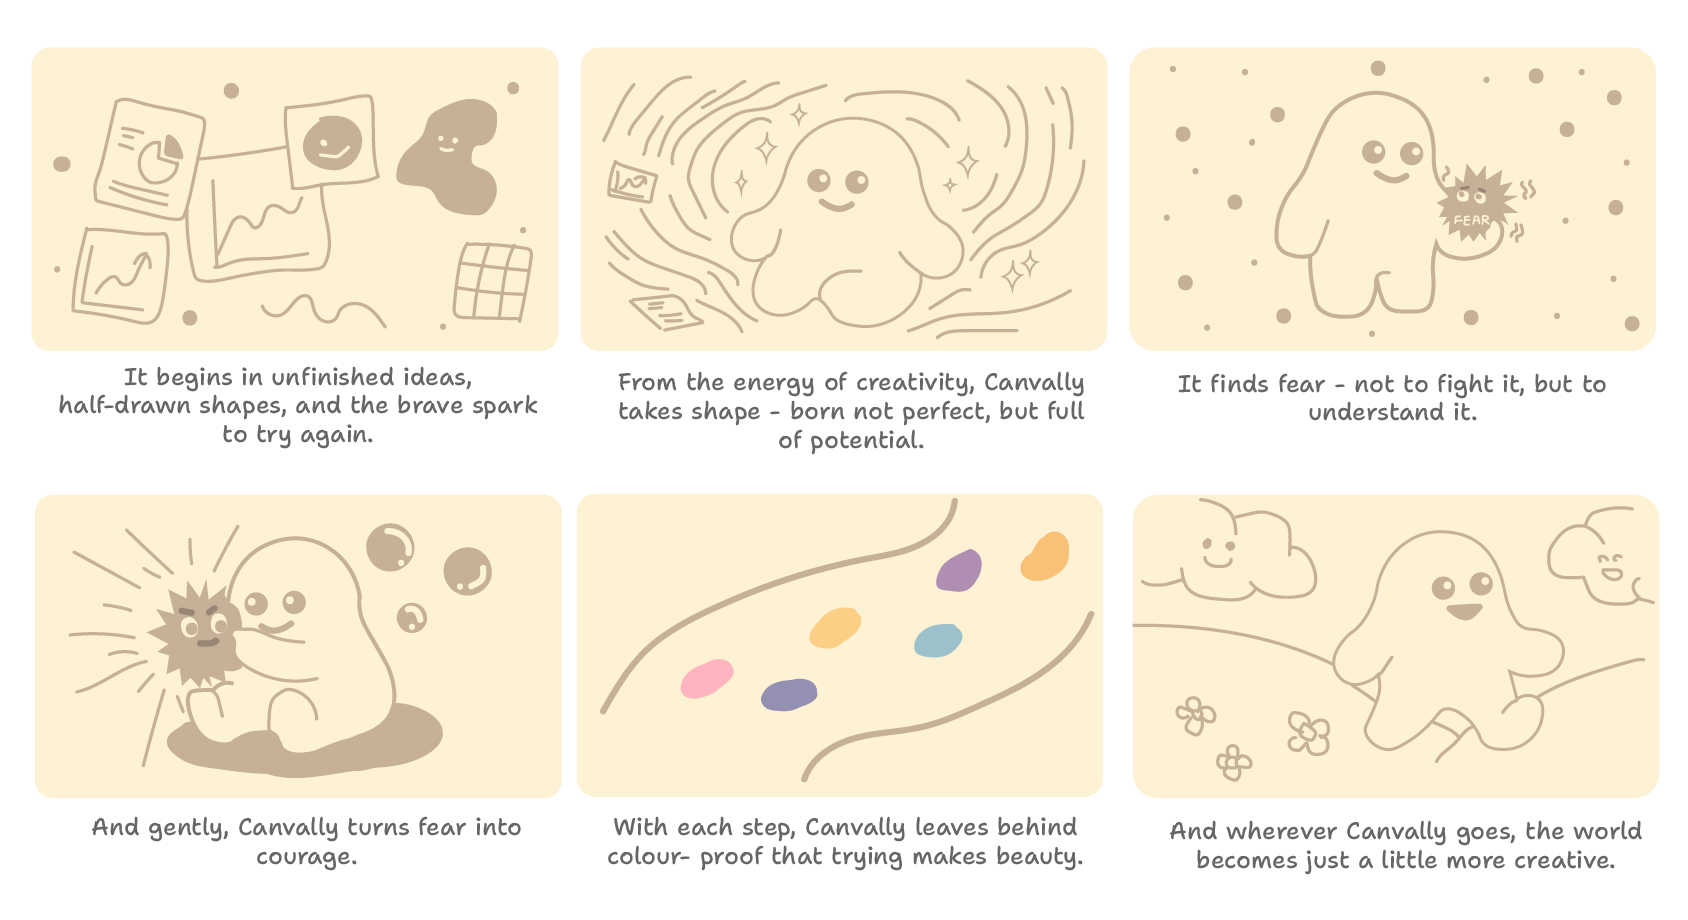 It begins in unfinished ideas,
half-drawn shapes, and the brave spark
to try again.
From the energy of creativity, Canvally
takes shape - born not perfect, but full
of potential.
FEAR
It finds fear - not to fight it, but to
understand it.
And gently, Canvally turns fear into
courage.
With each step, Canvally leaves behind
colour- proof that trying makes beauty.
And wherever Canvally goes, the world
becomes just a little more creative.